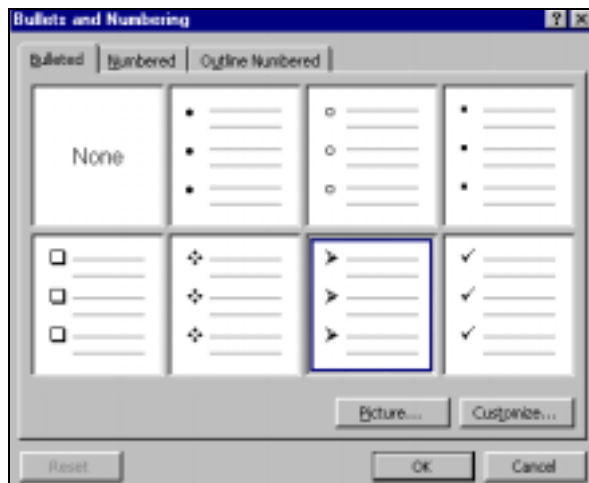 Bullets and Numbering
Bulleted Numbered Outline Numbered
None
Picture... Customize...
Reset OK Cancel